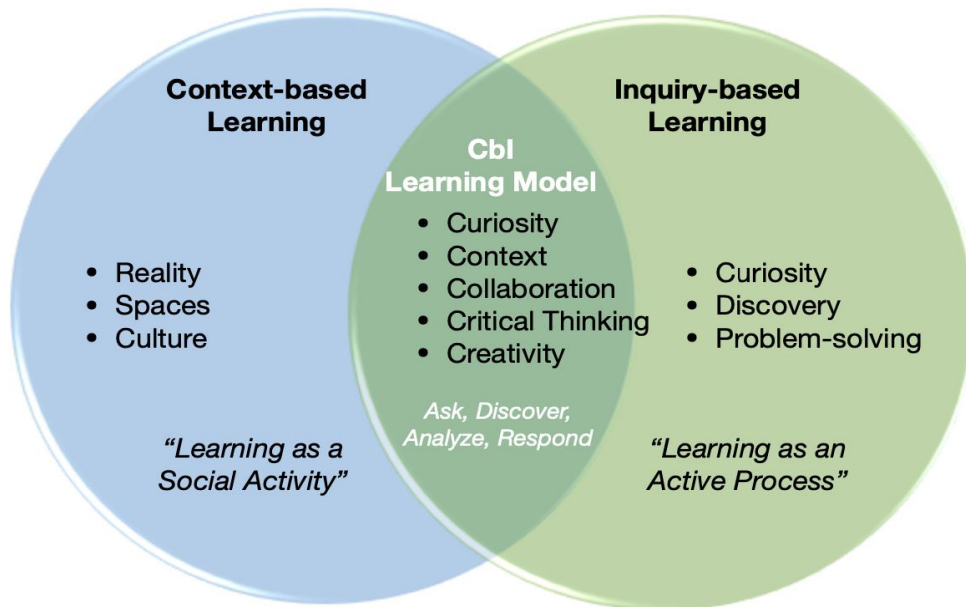 Context-based
Learning
• Reality
• Spaces
• Culture
“Learning as a
Social Activity”
Cbl
Learning Model
• Curiosity
• Context
• Collaboration
• Critical Thinking
• Creativity
Ask, Discover,
Analyze, Respond
Inquiry-based
Learning
• Curiosity
• Discovery
• Problem-solving
“Learning as an
Active Process”